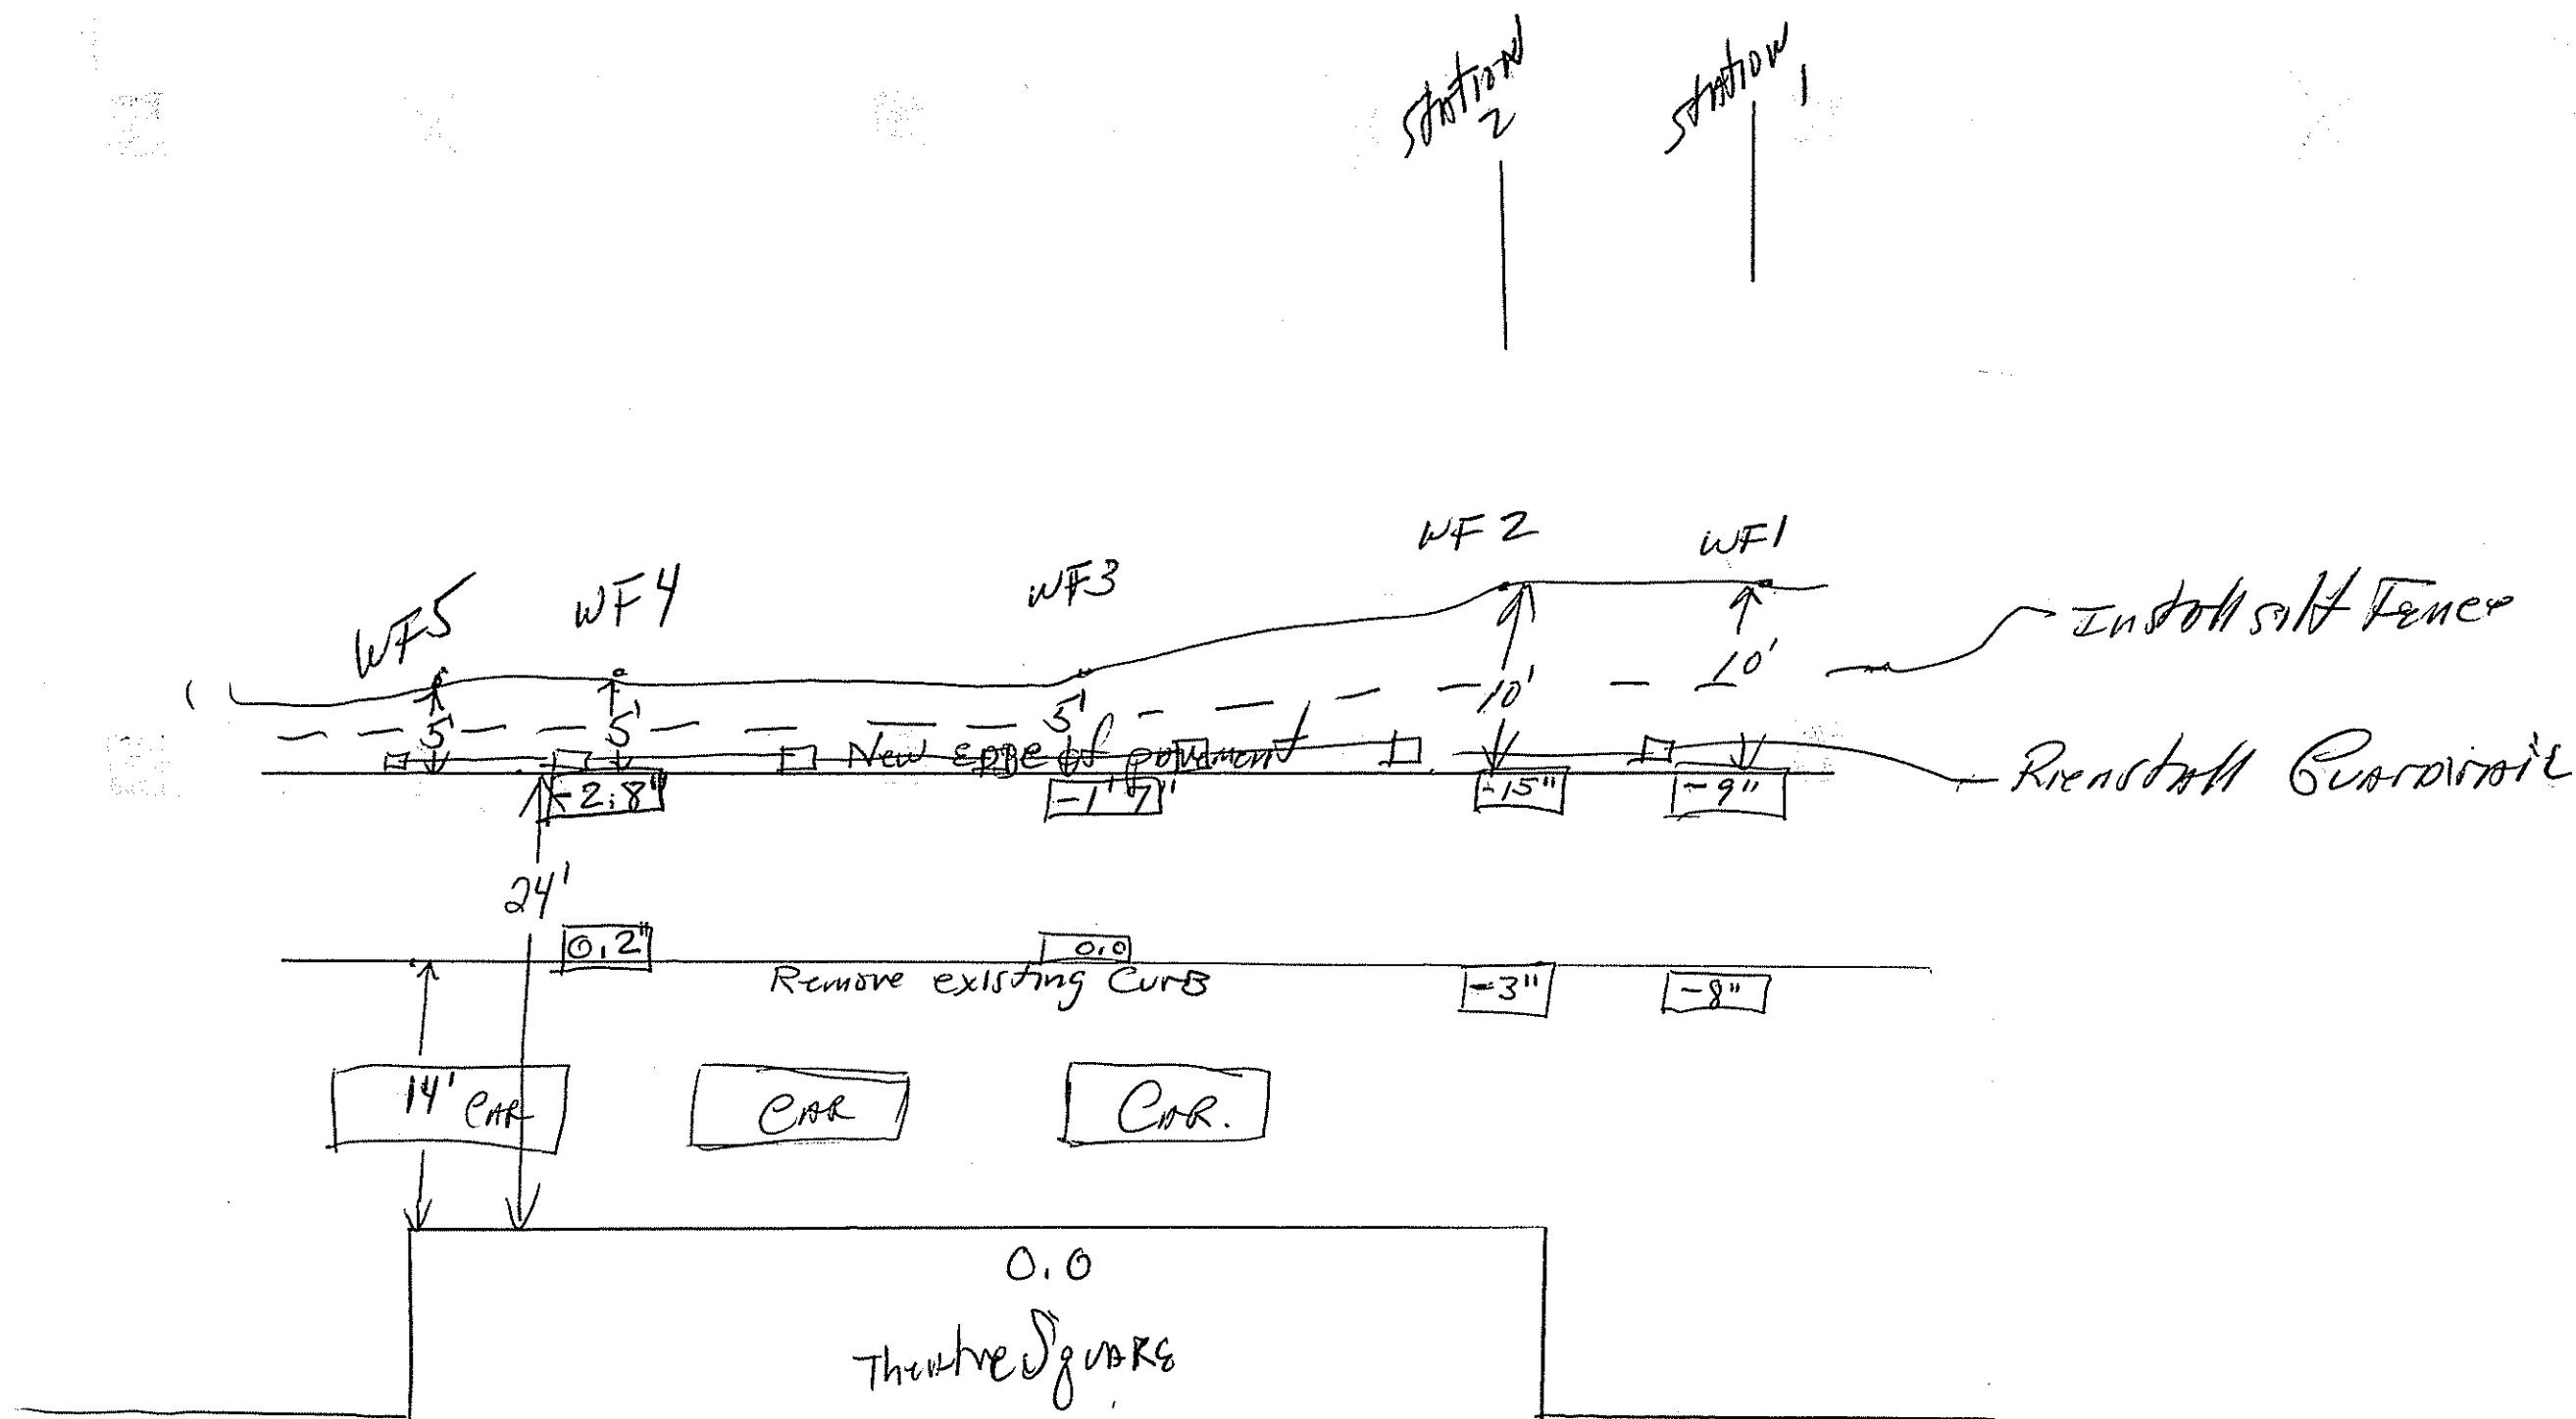 Station
2
Station
1
WF5
WF4
WF3
WF2
WF1
Install silt Fence
5'
5'
5'
10'
10'
New edge of pavement
Rienstall Guardrail
-2.8"
-1' 7"
-15"
-9"
24'
0.2"
0.0
Remove existing Curb
-3"
-8"
14' Car
Car
Car.
0.0
Theatre Square